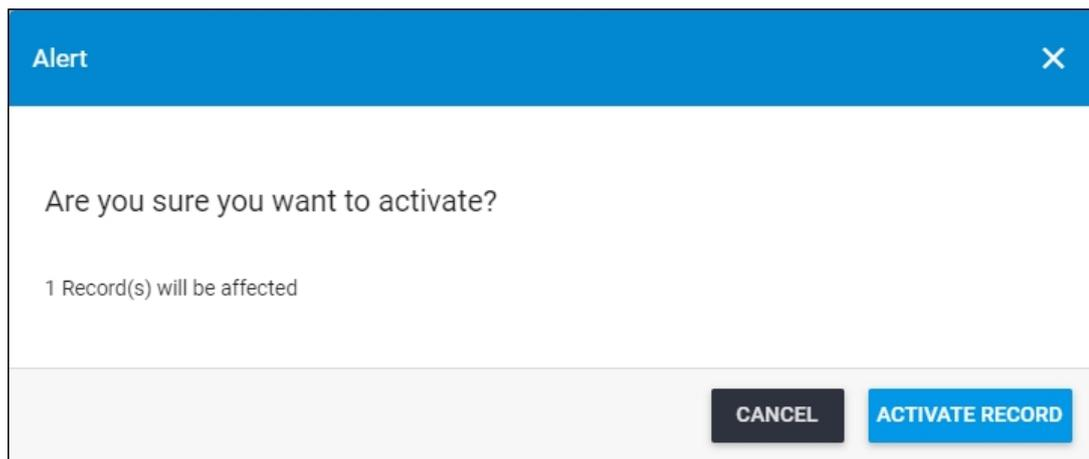 Alert
Are you sure you want to activate?
1 Record(s) will be affected
CANCEL ACTIVATE RECORD